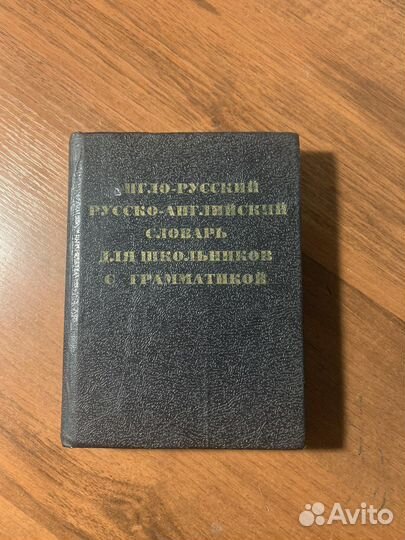 НГЛО-РУССКИЙ
РУССКО-АНГЛИЙСКИЙ
СЛОВАРЬ
ДЛЯ ШКОЛЬНИКОВ
С ГРАММАТИКОЙ
Avito